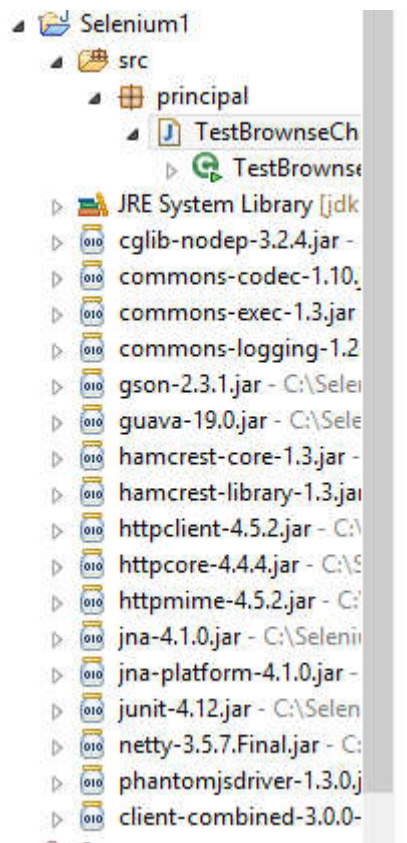 Selenium1
src
principal
TestBrownseCh
TestBrownse
JRE System Library [jdk
cglib-nodep-3.2.4.jar -
commons-codec-1.10.
commons-exec-1.3.jar
commons-logging-1.2
gson-2.3.1.jar - C:\Sele
guava-19.0.jar - C:\Sele
hamcrest-core-1.3.jar -
hamcrest-library-1.3.jar
httpclient-4.5.2.jar - C:\
httpcore-4.4.4.jar - C:\S
httpmime-4.5.2.jar - C:
jna-4.1.0.jar - C:\Seleni
jna-platform-4.1.0.jar -
junit-4.12.jar - C:\Selen
netty-3.5.7.Final.jar - C:
phantomjsdriver-1.3.0.j
client-combined-3.0.0-